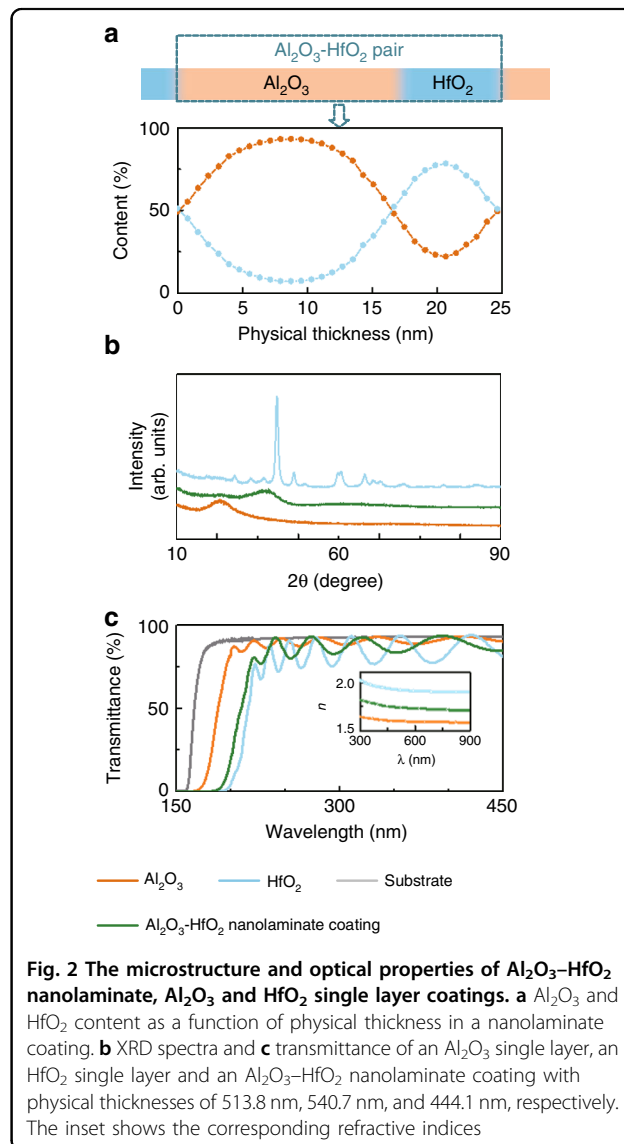 a
Al₂O₃-HfO₂ pair
Al₂O₃ HfO₂
100
50
0
Content (%)
0 5 10 15 20 25
Physical thickness (nm)
b
Intensity
(arb. units)
10 60 90
2θ (degree)
c
100
50
0
Transmittance (%)
2.0
1.5
n
300 600 900
λ (nm)
150 300 450
Wavelength (nm)
Al₂O₃ HfO₂ Substrate
Al₂O₃-HfO₂ nanolaminate coating
Fig. 2 The microstructure and optical properties of Al₂O₃–HfO₂
nanolaminate, Al₂O₃ and HfO₂ single layer coatings. a Al₂O₃ and
HfO₂ content as a function of physical thickness in a nanolaminate
coating. b XRD spectra and c transmittance of an Al₂O₃ single layer, an
HfO₂ single layer and an Al₂O₃–HfO₂ nanolaminate coating with
physical thicknesses of 513.8 nm, 540.7 nm, and 444.1 nm, respectively.
The inset shows the corresponding refractive indices